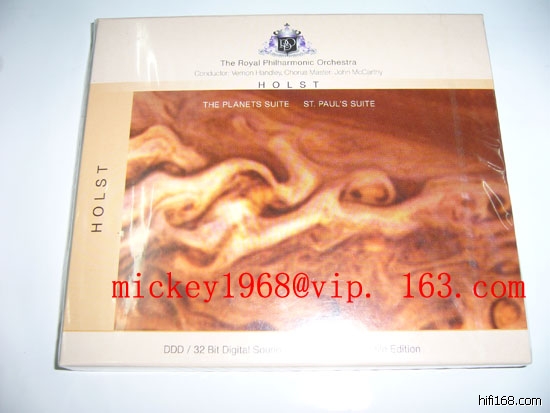 RPO
The Royal Philharmonic Orchestra
Conductor: Vernon Handley, Chorus Master: John McCarthy
HOLST
THE PLANETS SUITE ST. PAUL'S SUITE
HOLST
mickey1968@vip. 163. com
DDD / 32 Bit Digital Sound Edition
hifi168.com